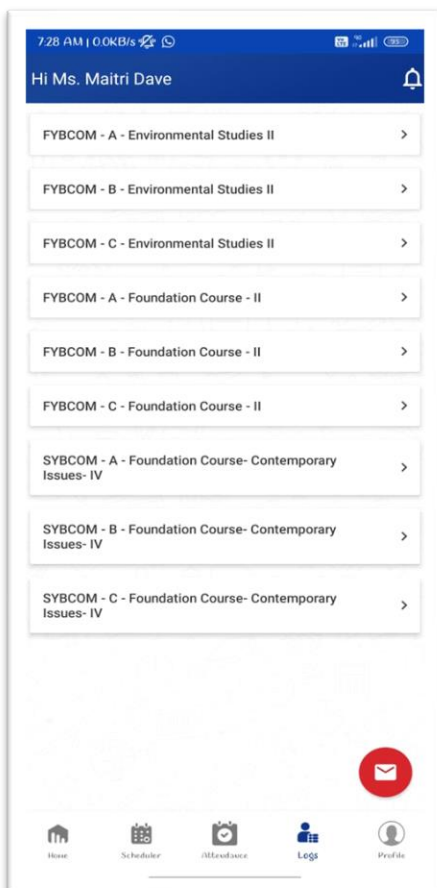 7:28 AM | 0.0KB/s
Hi Ms. Maitri Dave
FYBCOM - A - Environmental Studies II
FYBCOM - B - Environmental Studies II
FYBCOM - C - Environmental Studies II
FYBCOM - A - Foundation Course - II
FYBCOM - B - Foundation Course - II
FYBCOM - C - Foundation Course - II
SYBCOM - A - Foundation Course- Contemporary
Issues- IV
SYBCOM - B - Foundation Course- Contemporary
Issues- IV
SYBCOM - C - Foundation Course- Contemporary
Issues- IV
Home Scheduler Attendance Logs Profile